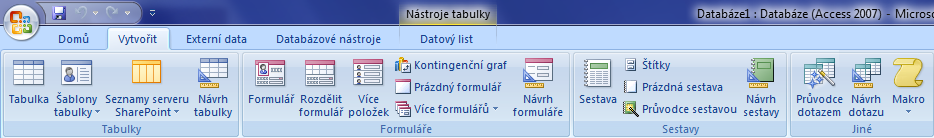 Nástroje tabulky
Databáze1 : Databáze (Access 2007) - Microso
Domů Vytvořit Externí data Databázové nástroje Datový list
Tabulka
Šablony
tabulky
Seznamy serveru
SharePoint
Návrh
tabulky
Tabulky
Formulář
Rozdělit
formulář
Více
položek
Kontingenční graf
Prázdný formulář
Více formulářů
Návrh
formuláře
Formuláře
Sestava
Štítky
Prázdná sestava
Průvodce sestavou
Návrh
sestavy
Sestavy
Průvodce
dotazem
Návrh
dotazu
Makro
Jiné